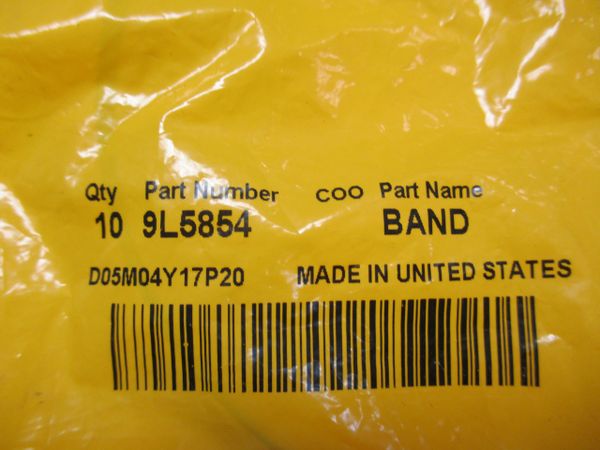 Qty Part Number COO Part Name
10 9L5854 BAND
D05M04Y17P20 MADE IN UNITED STATES